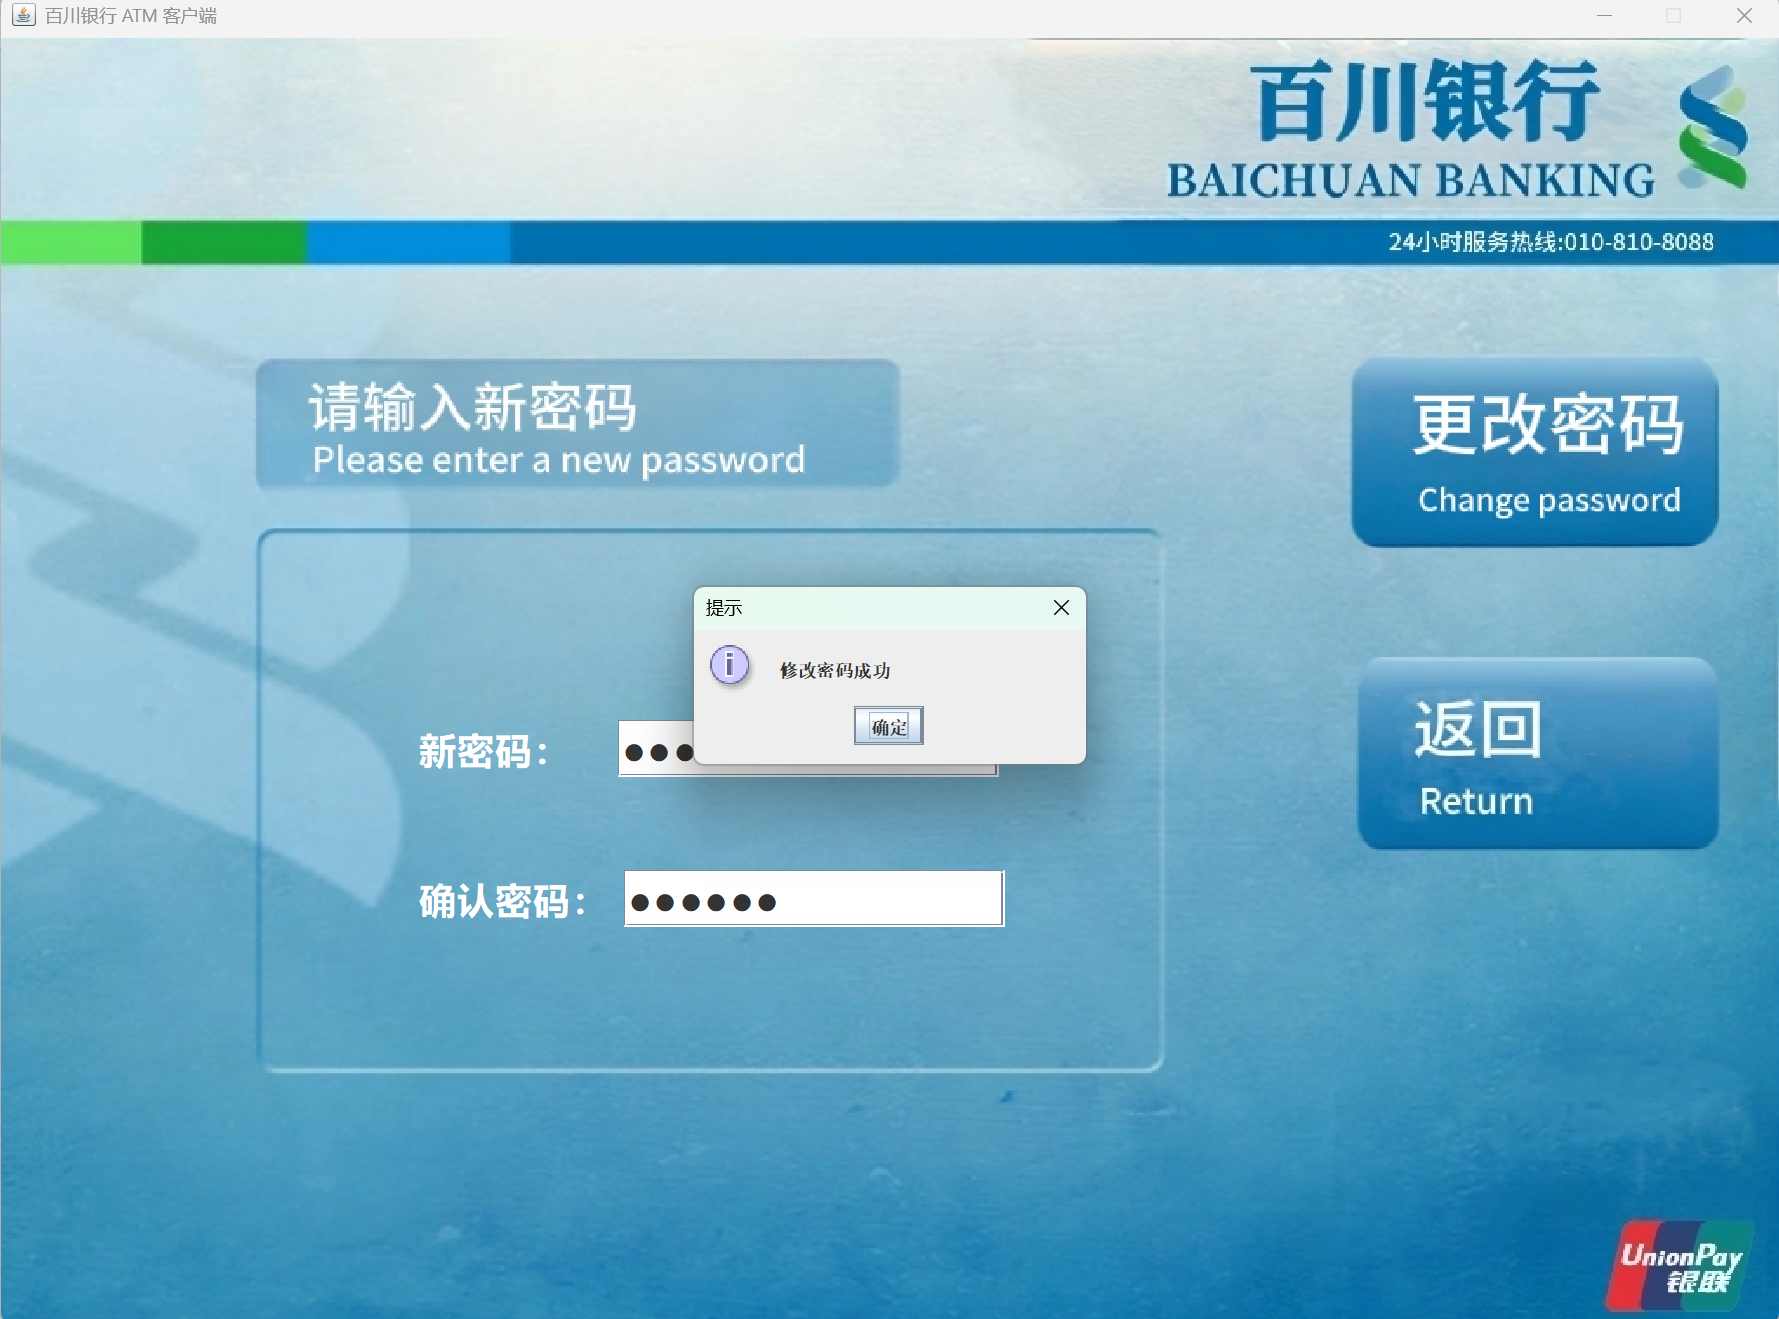 百川银行 ATM 客户端
百川银行
BAICHUAN BANKING
24小时服务热线:010-810-8088
请输入新密码
Please enter a new password
更改密码
Change password
提示
修改密码成功
确定
新密码：
返回
Return
确认密码：
UnionPay
银联